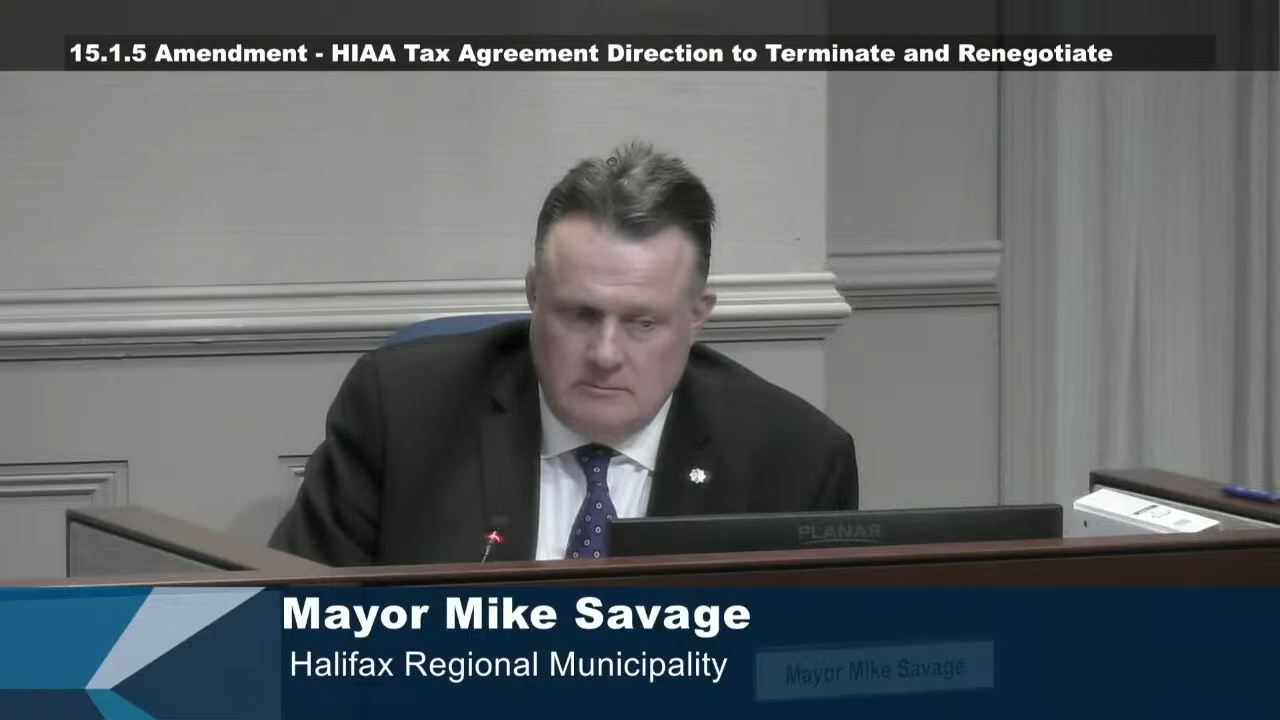 15.1.5 Amendment - HIAA Tax Agreement Direction to Terminate and Renegotiate
PLANAR
Mayor Mike Savage
Halifax Regional Municipality
Mayor Mike Savage